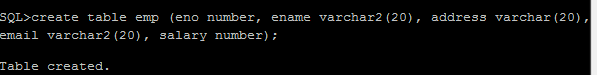 SQL>create table emp (eno number, ename varchar2(20), address varchar(20),
email varchar2(20), salary number);
Table created.